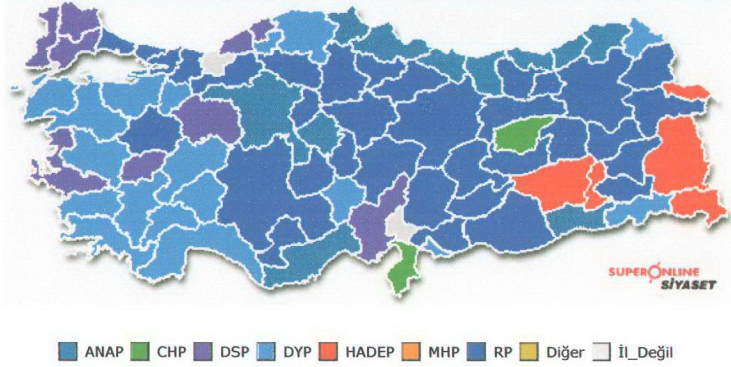 SUPERONLINE
SİYASET
ANAP CHP DSP DYP HADEP MHP RP Diğer İl_Değil